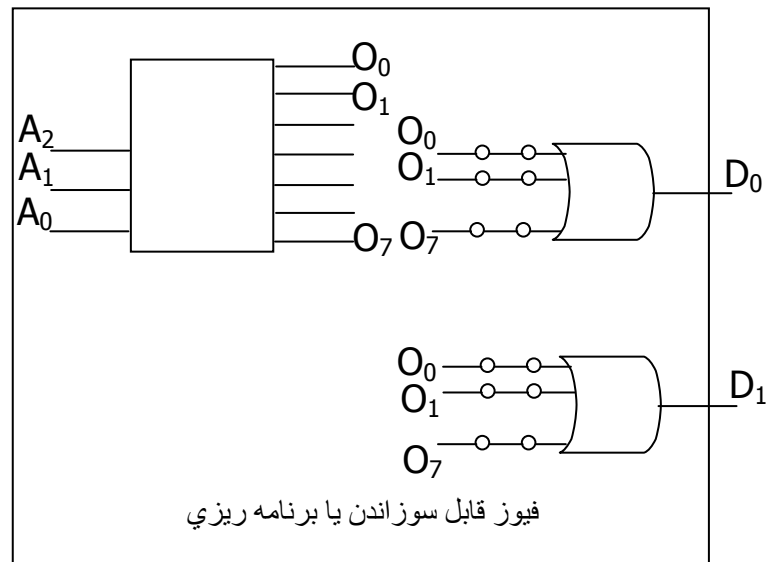 O₀
O₁
A₂
A₁
A₀
O₇
O₀
O₁
O₇
D₀
O₀
O₁
O₇
D₁
فيوز قابل سوزاندن يا برنامه ريزي